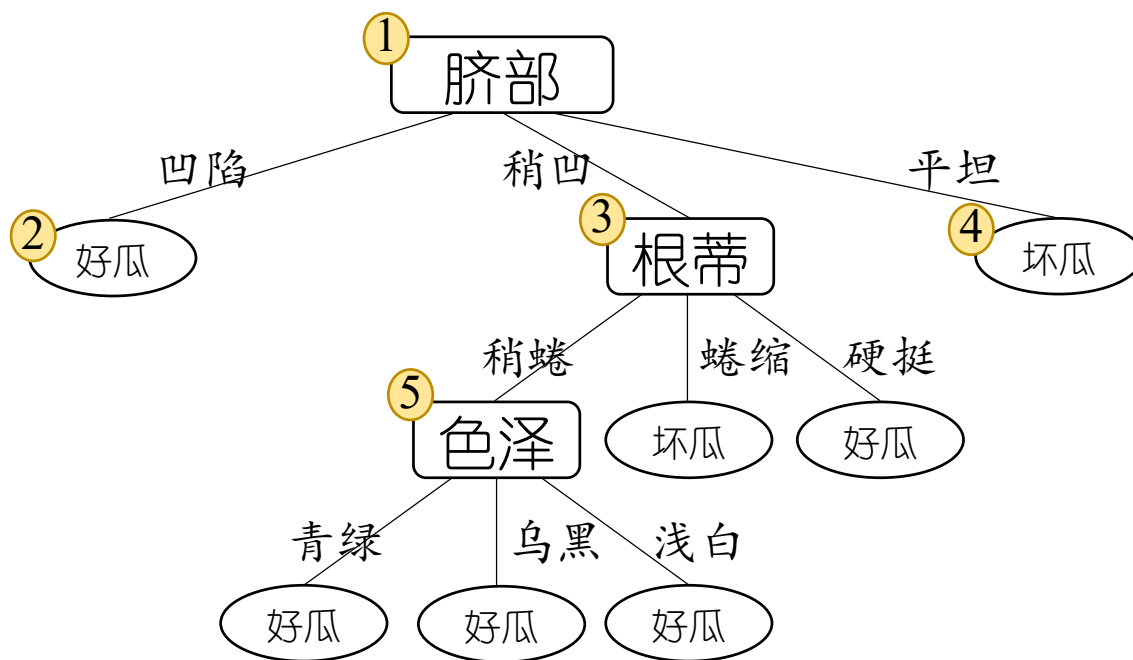 1
脐部
凹陷
稍凹
平坦
2
好瓜
3
根蒂
4
坏瓜
稍蜷
蜷缩
硬挺
5
色泽
坏瓜
好瓜
青绿
乌黑
浅白
好瓜
好瓜
好瓜